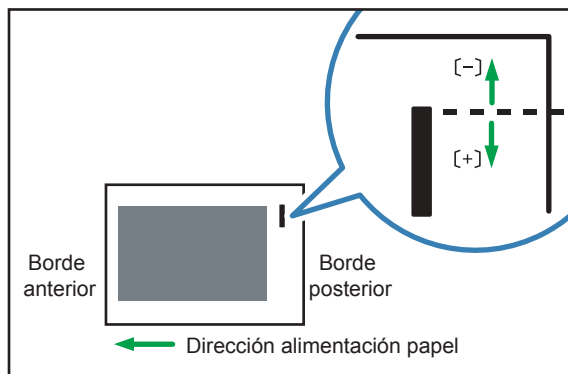 [−]
[+]
Borde
anterior
Borde
posterior
Dirección alimentación papel